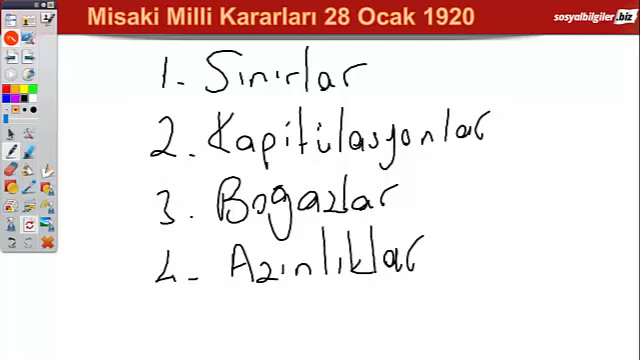 Misaki Milli Kararları 28 Ocak 1920
sosyalbilgiler.biz
1. Sınırlar
2. Kapitülasyonlar
3. Boğazlar
4. Azınlıklar